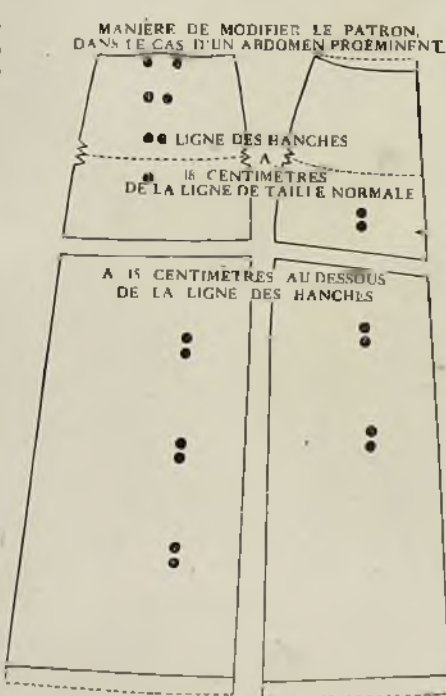 MANIÈRE DE MODIFIER LE PATRON,
DANS LE CAS D'UN ABDOMEN PROÉMINENT
LIGNE DES HANCHES
A
18 CENTIMÈTRES
DE LA LIGNE DE TAILLE NORMALE
A 15 CENTIMÈTRES AU DESSOUS
DE LA LIGNE DES HANCHES